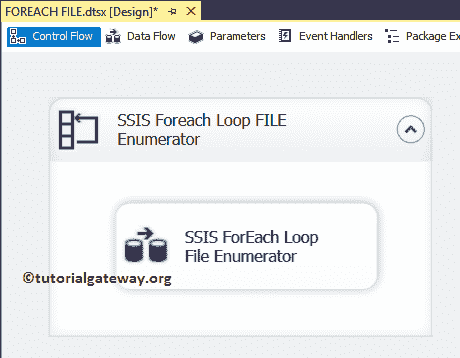 FOREACH FILE.dtsx [Design]*
Control Flow Data Flow Parameters Event Handlers Package Ex
SSIS Foreach Loop FILE
Enumerator
SSIS ForEach Loop
File Enumerator
©tutorialgateway.org